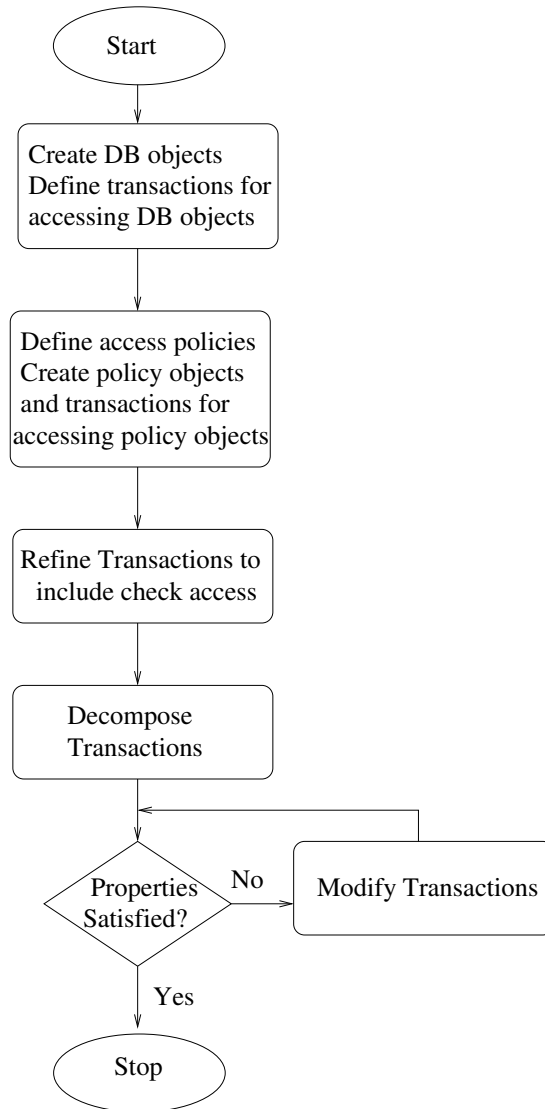 Start
Create DB objects
Define transactions for
accessing DB objects
Define access policies
Create policy objects
and transactions for
accessing policy objects
Refine Transactions to
include check access
Decompose
Transactions
Properties
Satisfied?
No
Modify Transactions
Yes
Stop